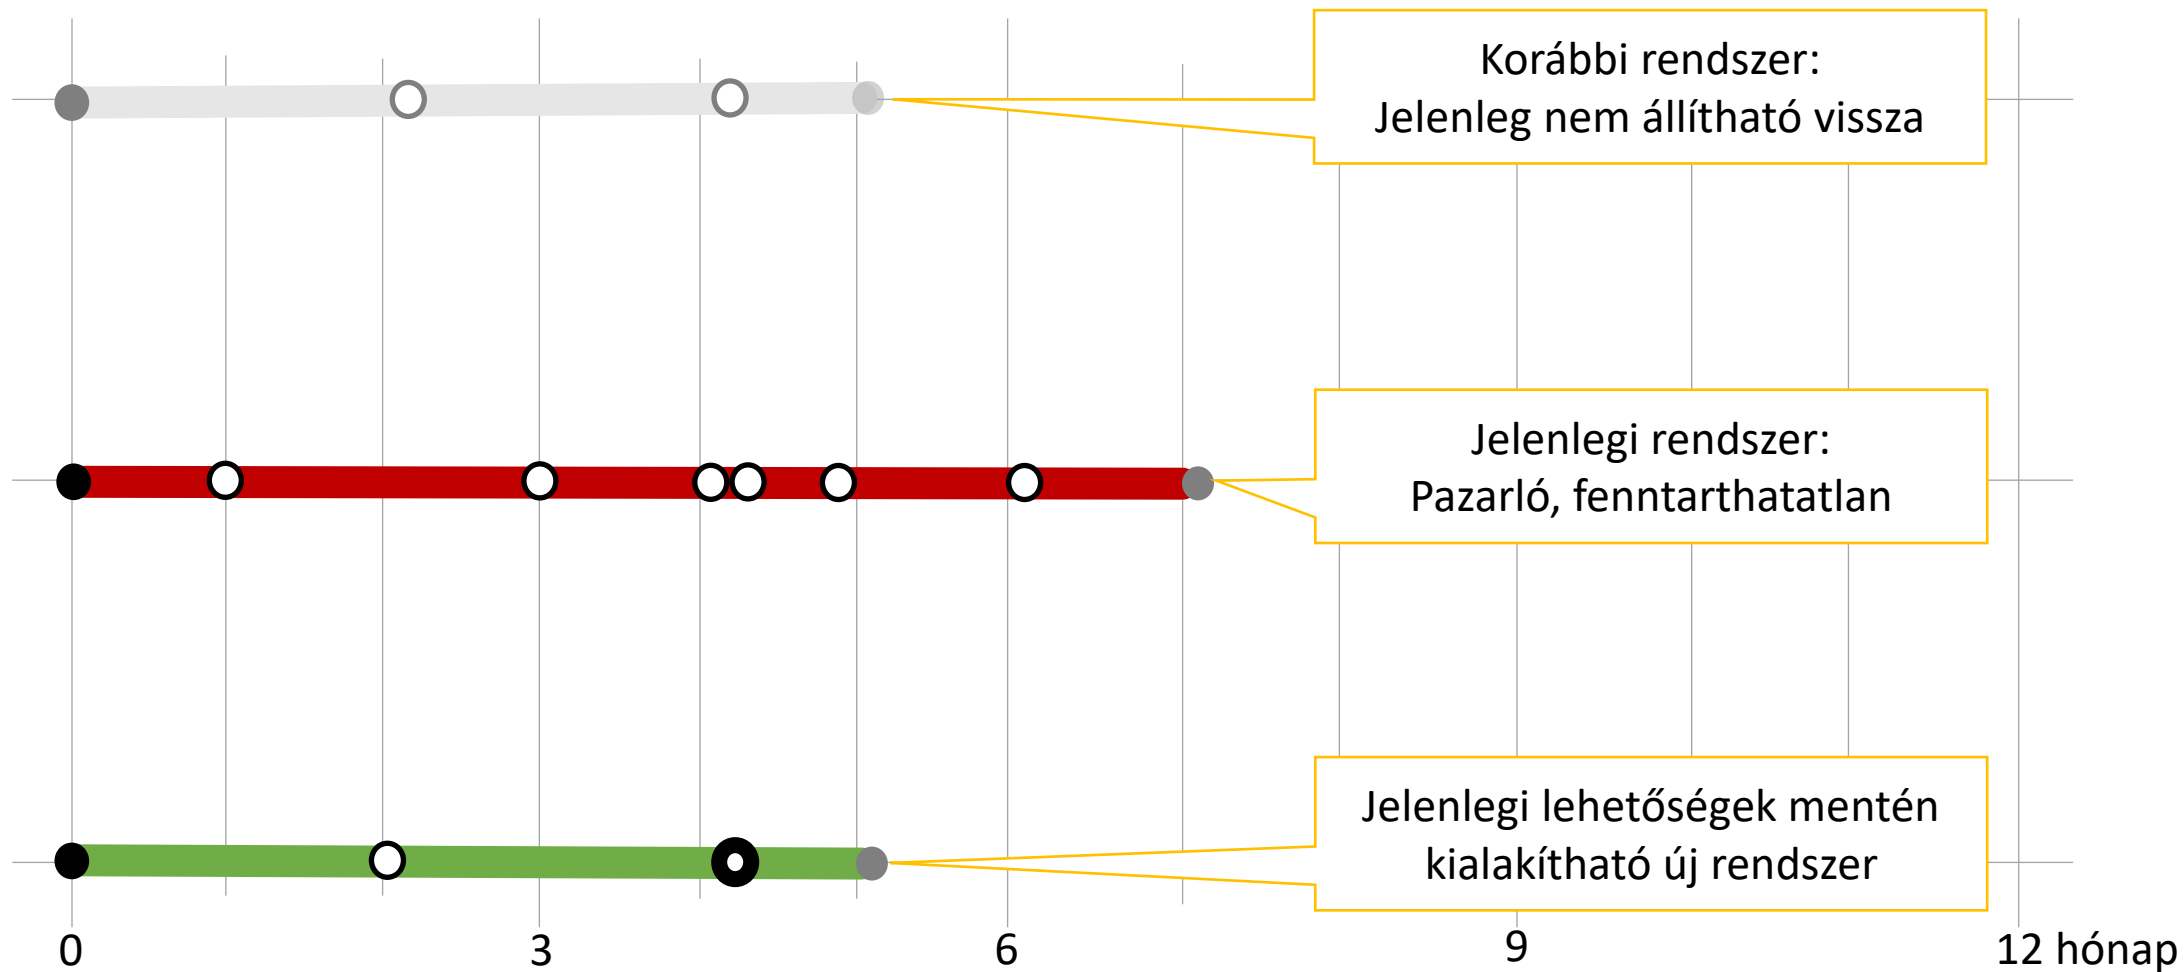 Korábbi rendszer:
Jelenleg nem állítható vissza
Jelenlegi rendszer:
Pazarló, fenntarthatatlan
Jelenlegi lehetőségek mentén
kialakítható új rendszer
0 3 6 9 12 hónap